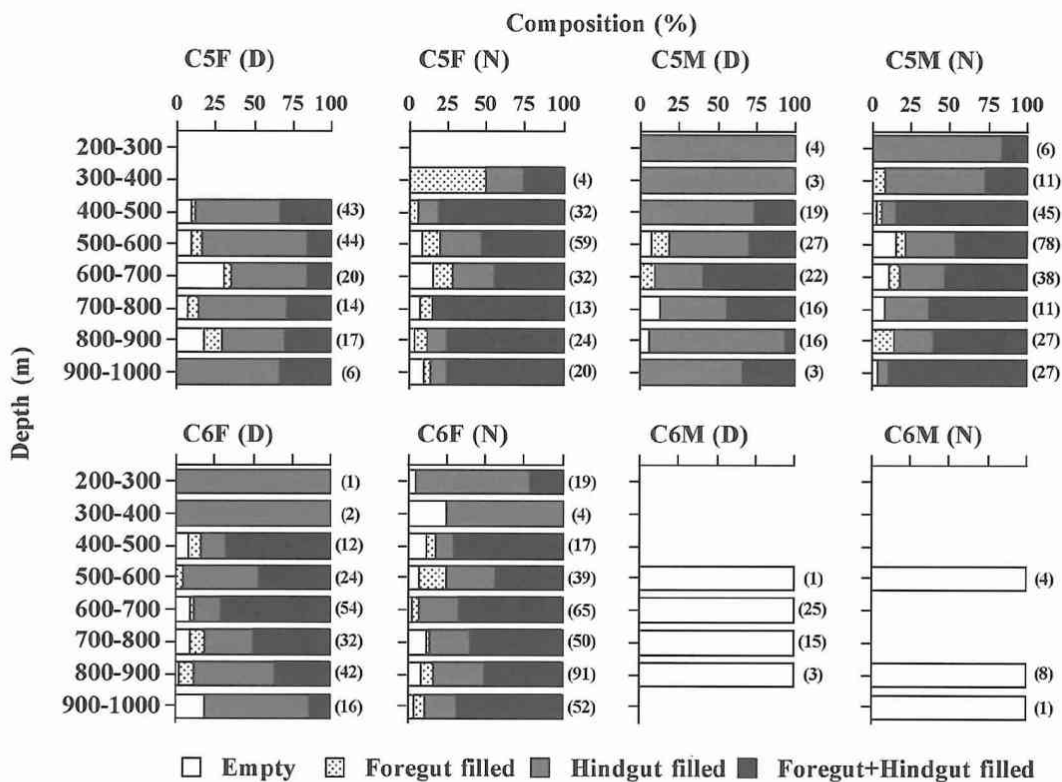 Composition (%)
C5F (D) C5F (N) C5M (D) C5M (N)
0 25 50 75 100 0 25 50 75 100 0 25 50 75 100 0 25 50 75 100
200-300 (4) (6)
300-400 (4) (3) (11)
400-500 (43) (32) (19) (45)
500-600 (44) (59) (27) (78)
600-700 (20) (32) (22) (38)
700-800 (14) (13) (16) (11)
800-900 (17) (24) (16) (27)
900-1000 (6) (20) (3) (27)
Depth (m)
C6F (D) C6F (N) C6M (D) C6M (N)
200-300 (1) (19)
300-400 (2) (4)
400-500 (12) (17)
500-600 (24) (39) (1) (4)
600-700 (54) (65) (25)
700-800 (32) (50) (15)
800-900 (42) (91) (3) (8)
900-1000 (16) (52) (1)
Empty Foregut filled Hindgut filled Foregut+Hindgut filled